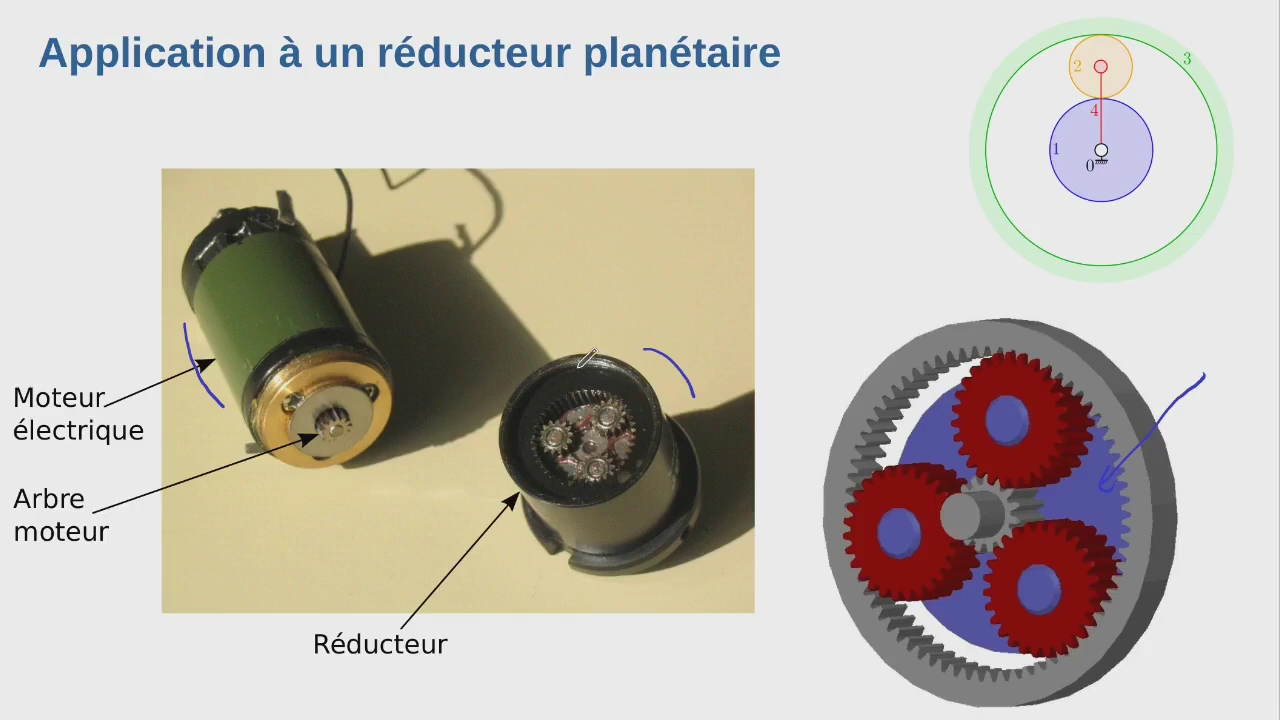 Application à un réducteur planétaire
3
2
4
1
0
Moteur
électrique
Arbre
moteur
Réducteur